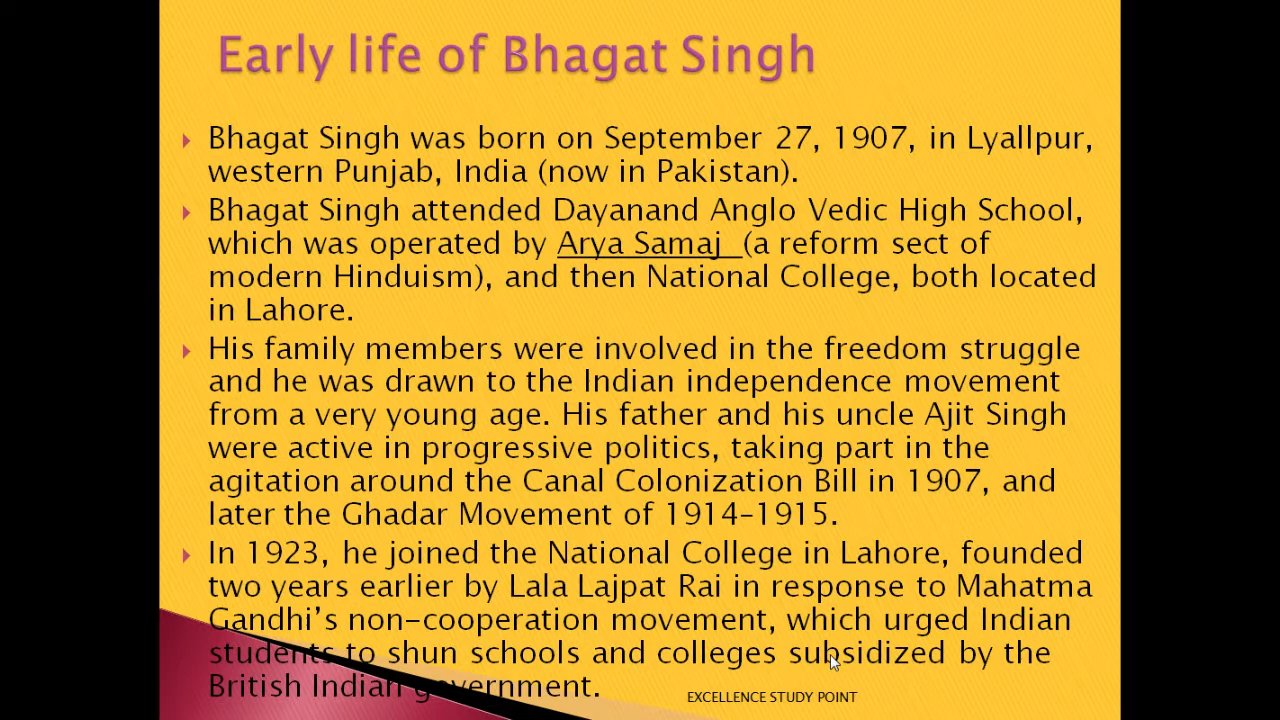 Early life of Bhagat Singh
Bhagat Singh was born on September 27, 1907, in Lyallpur,
western Punjab, India (now in Pakistan).
Bhagat Singh attended Dayanand Anglo Vedic High School,
which was operated by Arya Samaj (a reform sect of
modern Hinduism), and then National College, both located
in Lahore.
His family members were involved in the freedom struggle
and he was drawn to the Indian independence movement
from a very young age. His father and his uncle Ajit Singh
were active in progressive politics, taking part in the
agitation around the Canal Colonization Bill in 1907, and
later the Ghadar Movement of 1914–1915.
In 1923, he joined the National College in Lahore, founded
two years earlier by Lala Lajpat Rai in response to Mahatma
Gandhi’s non-cooperation movement, which urged Indian
students to shun schools and colleges subsidized by the
British Indian government.
EXCELLENCE STUDY POINT